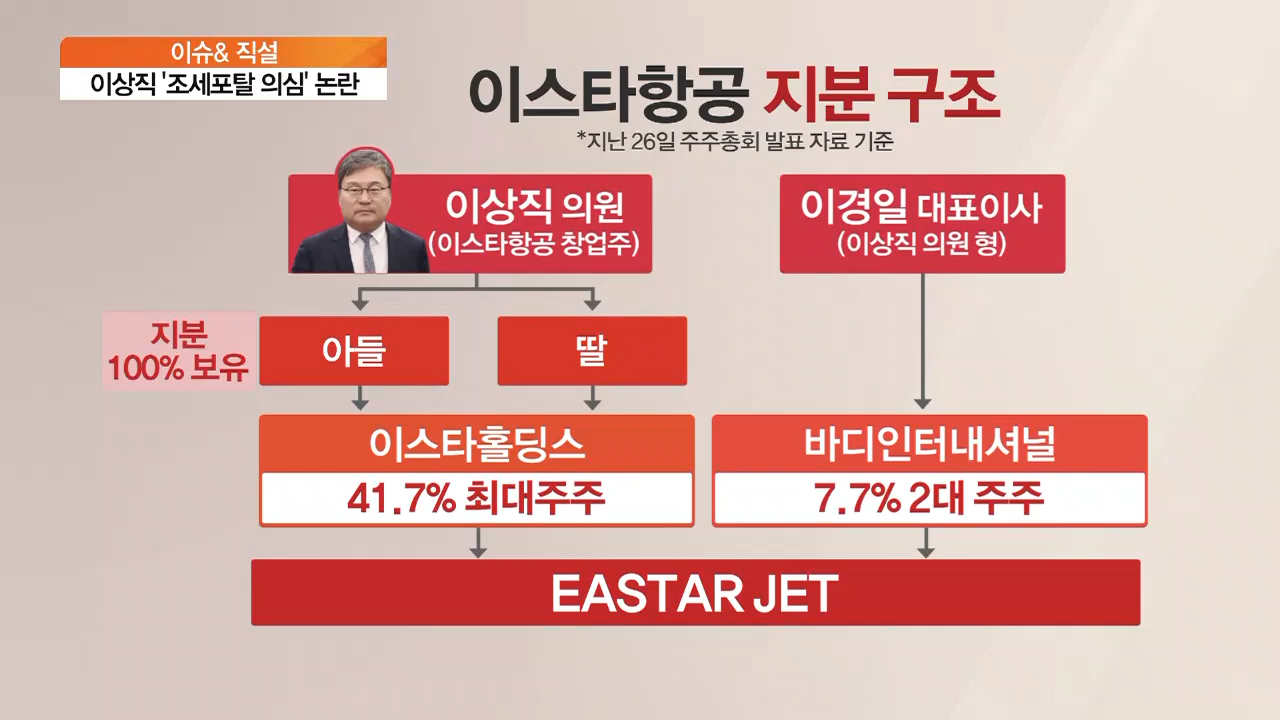 이슈& 직설
이상직 '조세포탈 의심' 논란
이스타항공 지분 구조
*지난 26일 주주총회 발표 자료 기준
이상직 의원
(이스타항공 창업주)
이경일 대표이사
(이상직 의원 형)
지분
100% 보유
아들
딸
이스타홀딩스
41.7% 최대주주
바디인터내셔널
7.7% 2대 주주
EASTAR JET